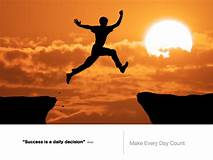 "Success is a daily decision"
Make Every Day Count